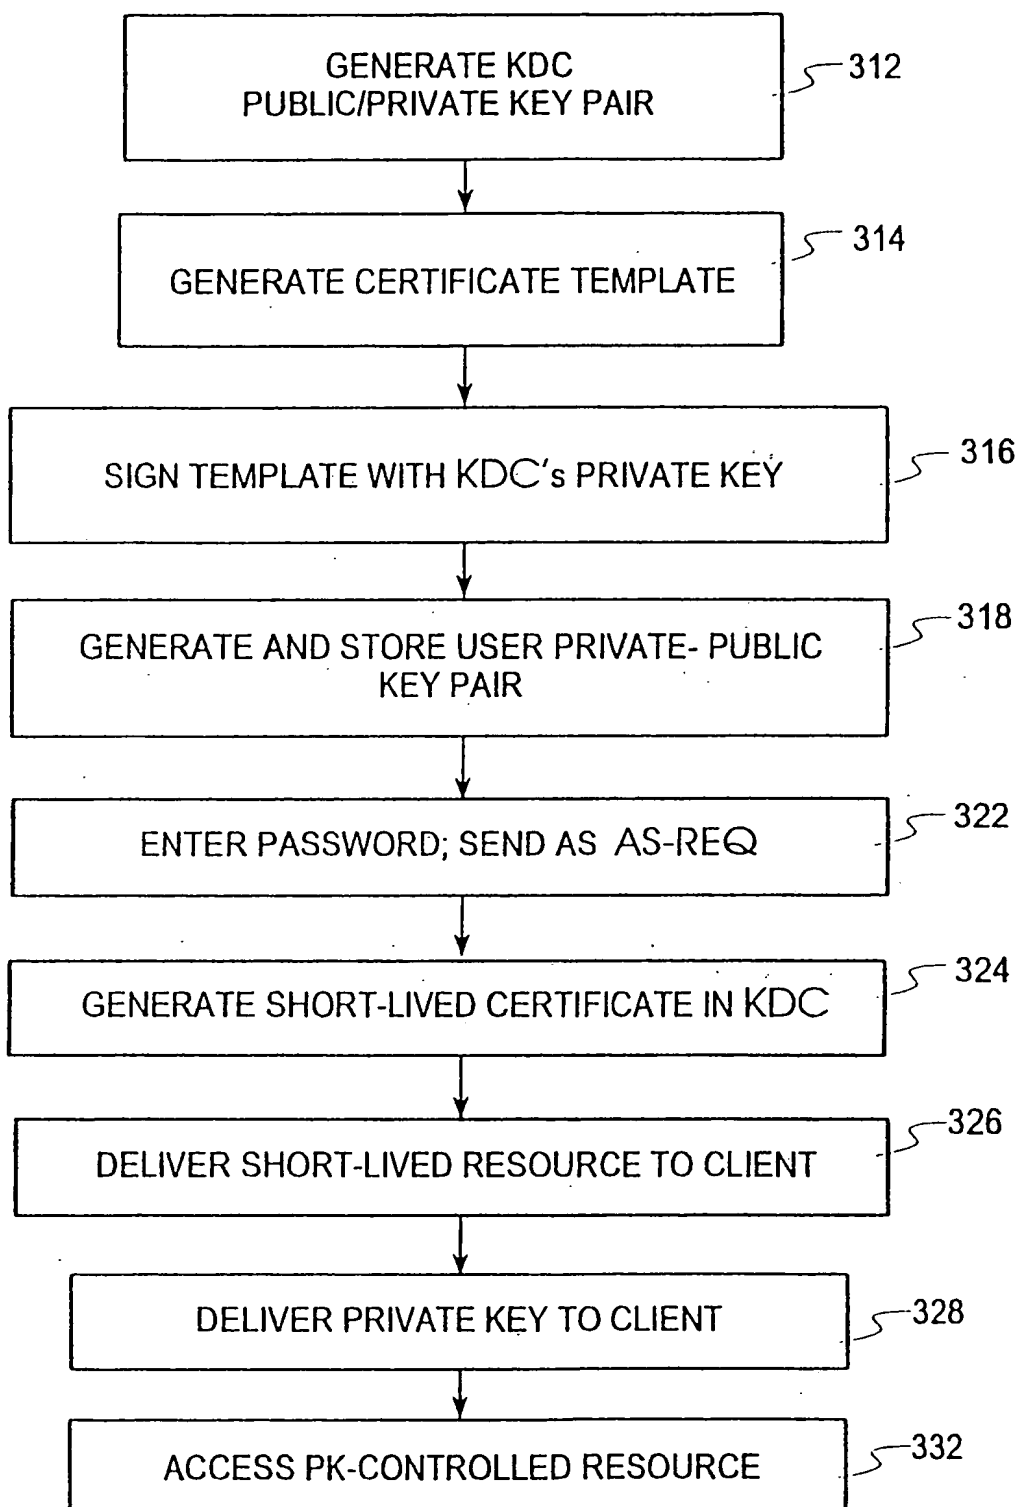 GENERATE KDC
PUBLIC/PRIVATE KEY PAIR
312
GENERATE CERTIFICATE TEMPLATE
314
SIGN TEMPLATE WITH KDC's PRIVATE KEY
316
GENERATE AND STORE USER PRIVATE- PUBLIC
KEY PAIR
318
ENTER PASSWORD; SEND AS AS-REQ
322
GENERATE SHORT-LIVED CERTIFICATE IN KDC
324
DELIVER SHORT-LIVED RESOURCE TO CLIENT
326
DELIVER PRIVATE KEY TO CLIENT
328
ACCESS PK-CONTROLLED RESOURCE
332